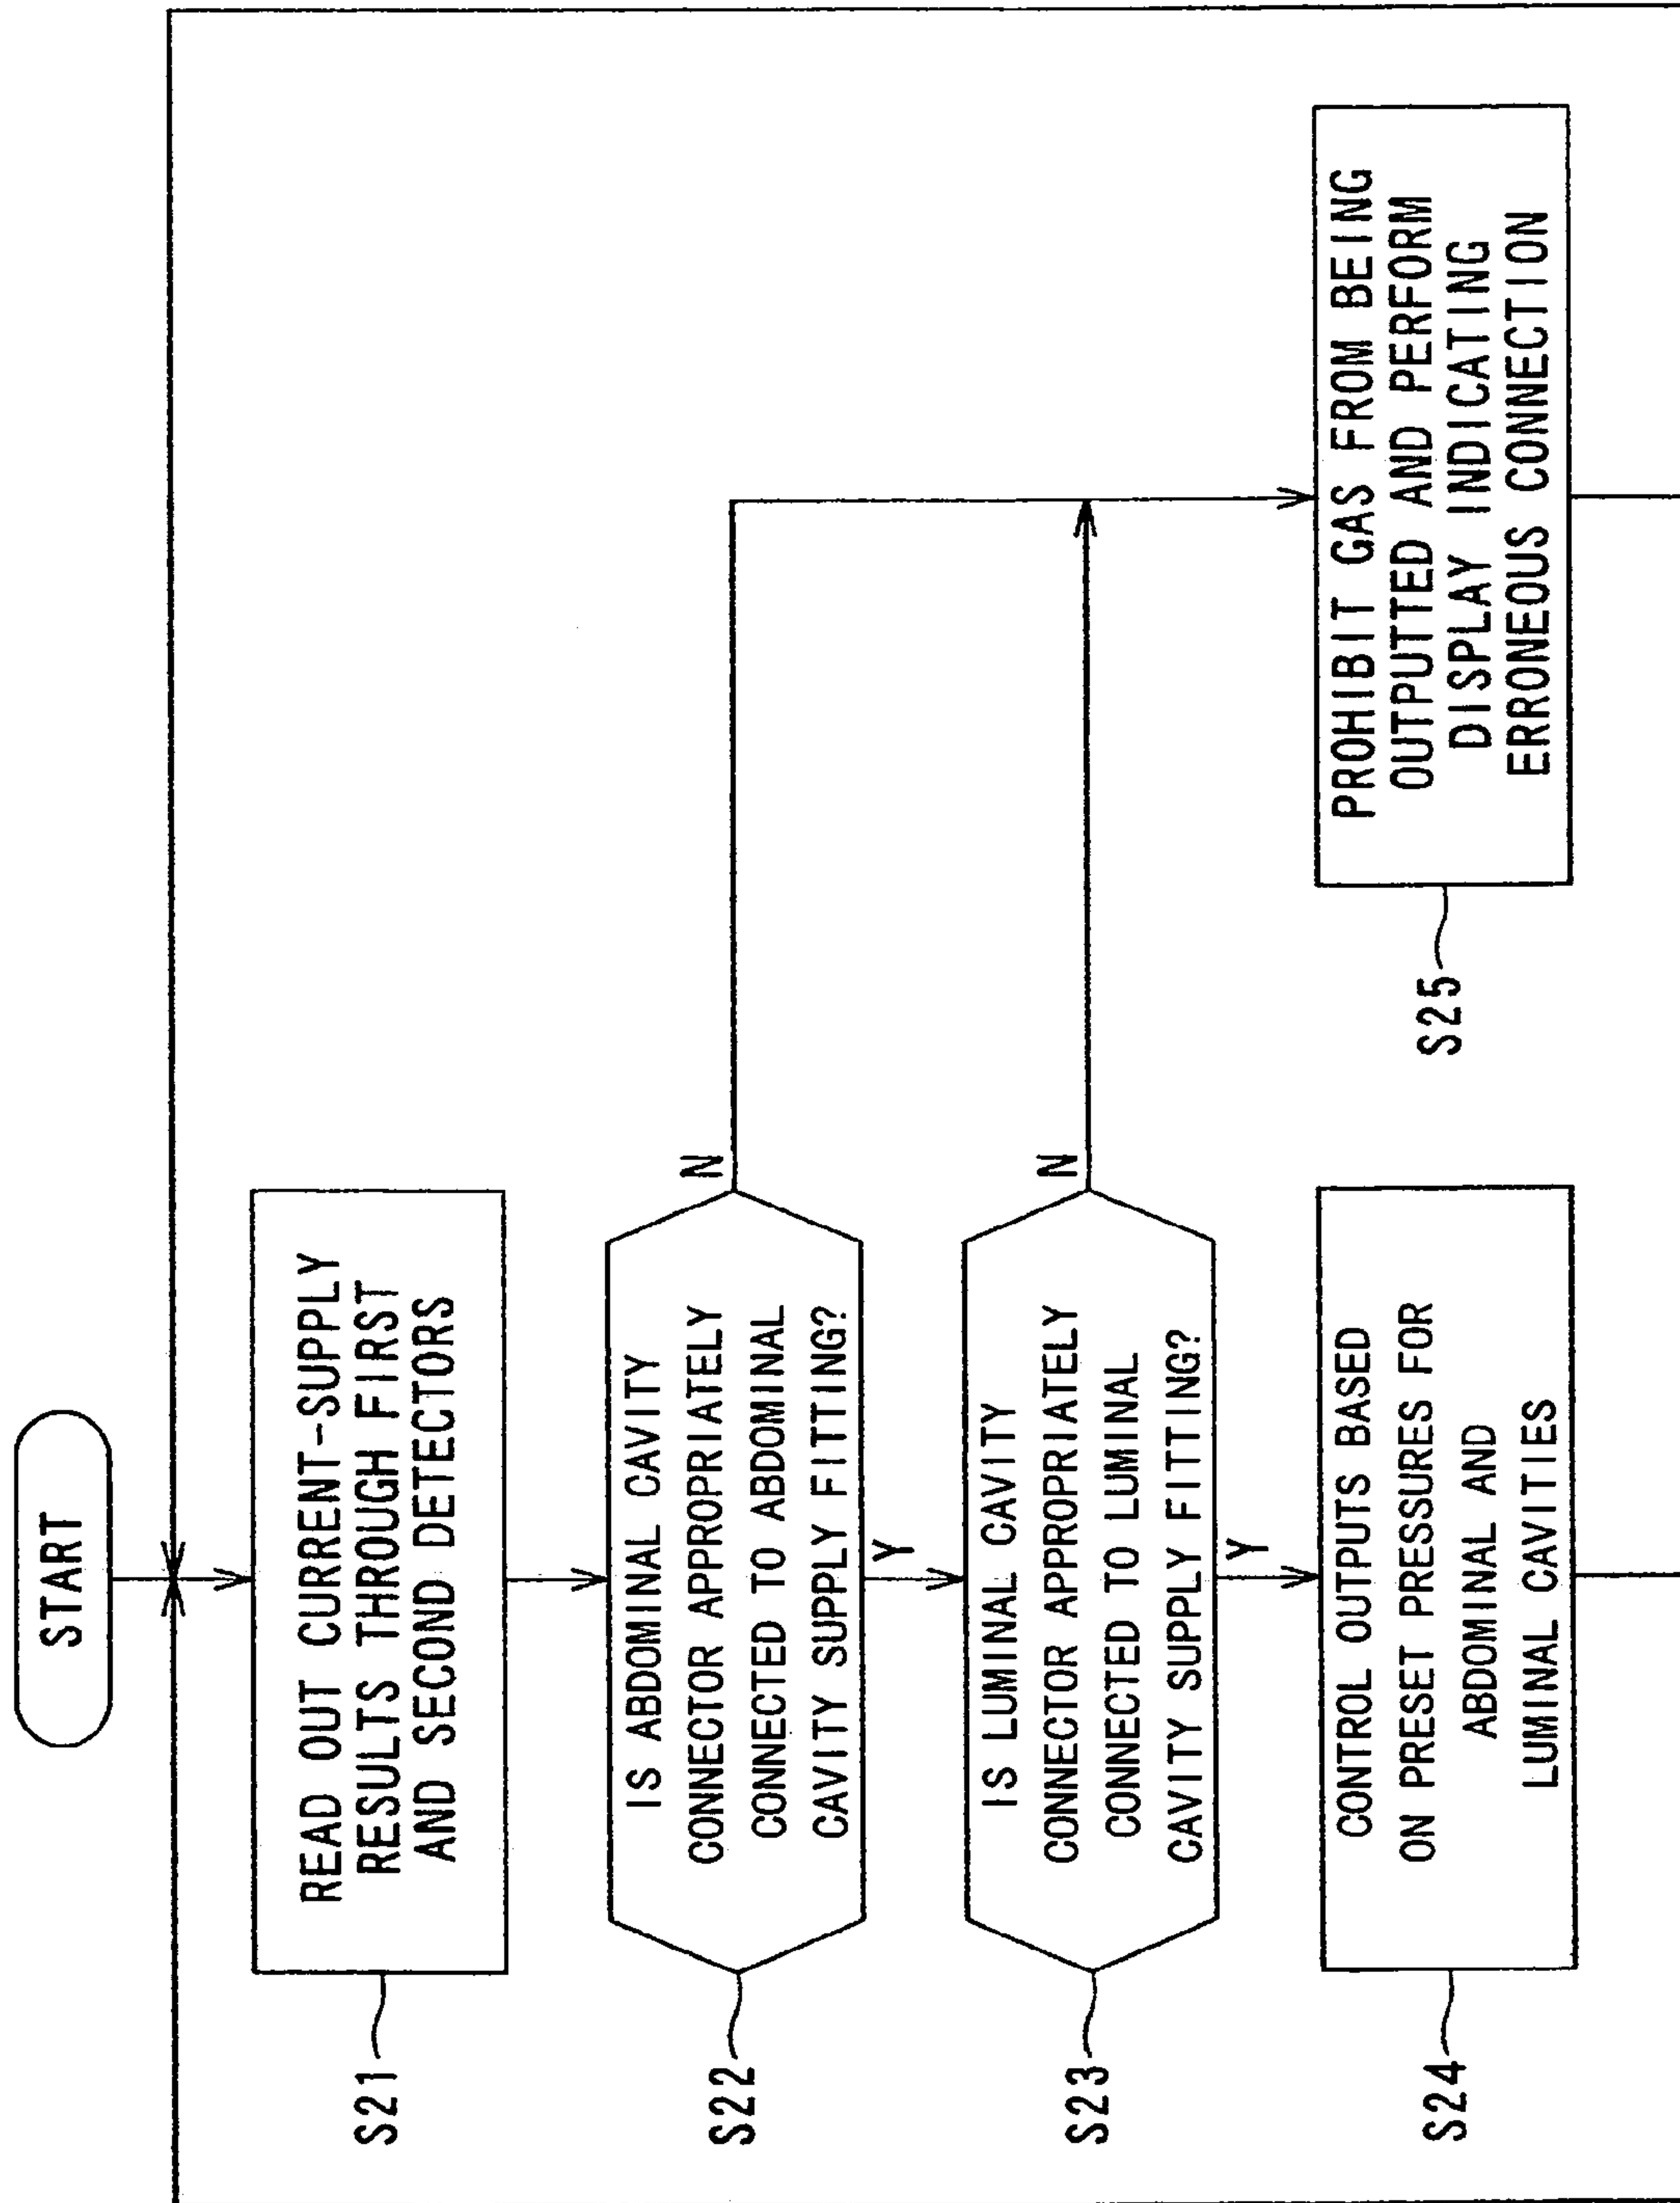 START
S21
READ OUT CURRENT-SUPPLY
RESULTS THROUGH FIRST
AND SECOND DETECTORS
S22
IS ABDOMINAL CAVITY
CONNECTOR APPROPRIATELY
CONNECTED TO ABDOMINAL
CAVITY SUPPLY FITTING?
N
Y
S23
IS LUMINAL CAVITY
CONNECTOR APPROPRIATELY
CONNECTED TO LUMINAL
CAVITY SUPPLY FITTING?
N
Y
S24
CONTROL OUTPUTS BASED
ON PRESET PRESSURES FOR
ABDOMINAL AND
LUMINAL CAVITIES
S25
PROHIBIT GAS FROM BEING
OUTPUTTED AND PERFORM
DISPLAY INDICATING
ERRONEOUS CONNECTION